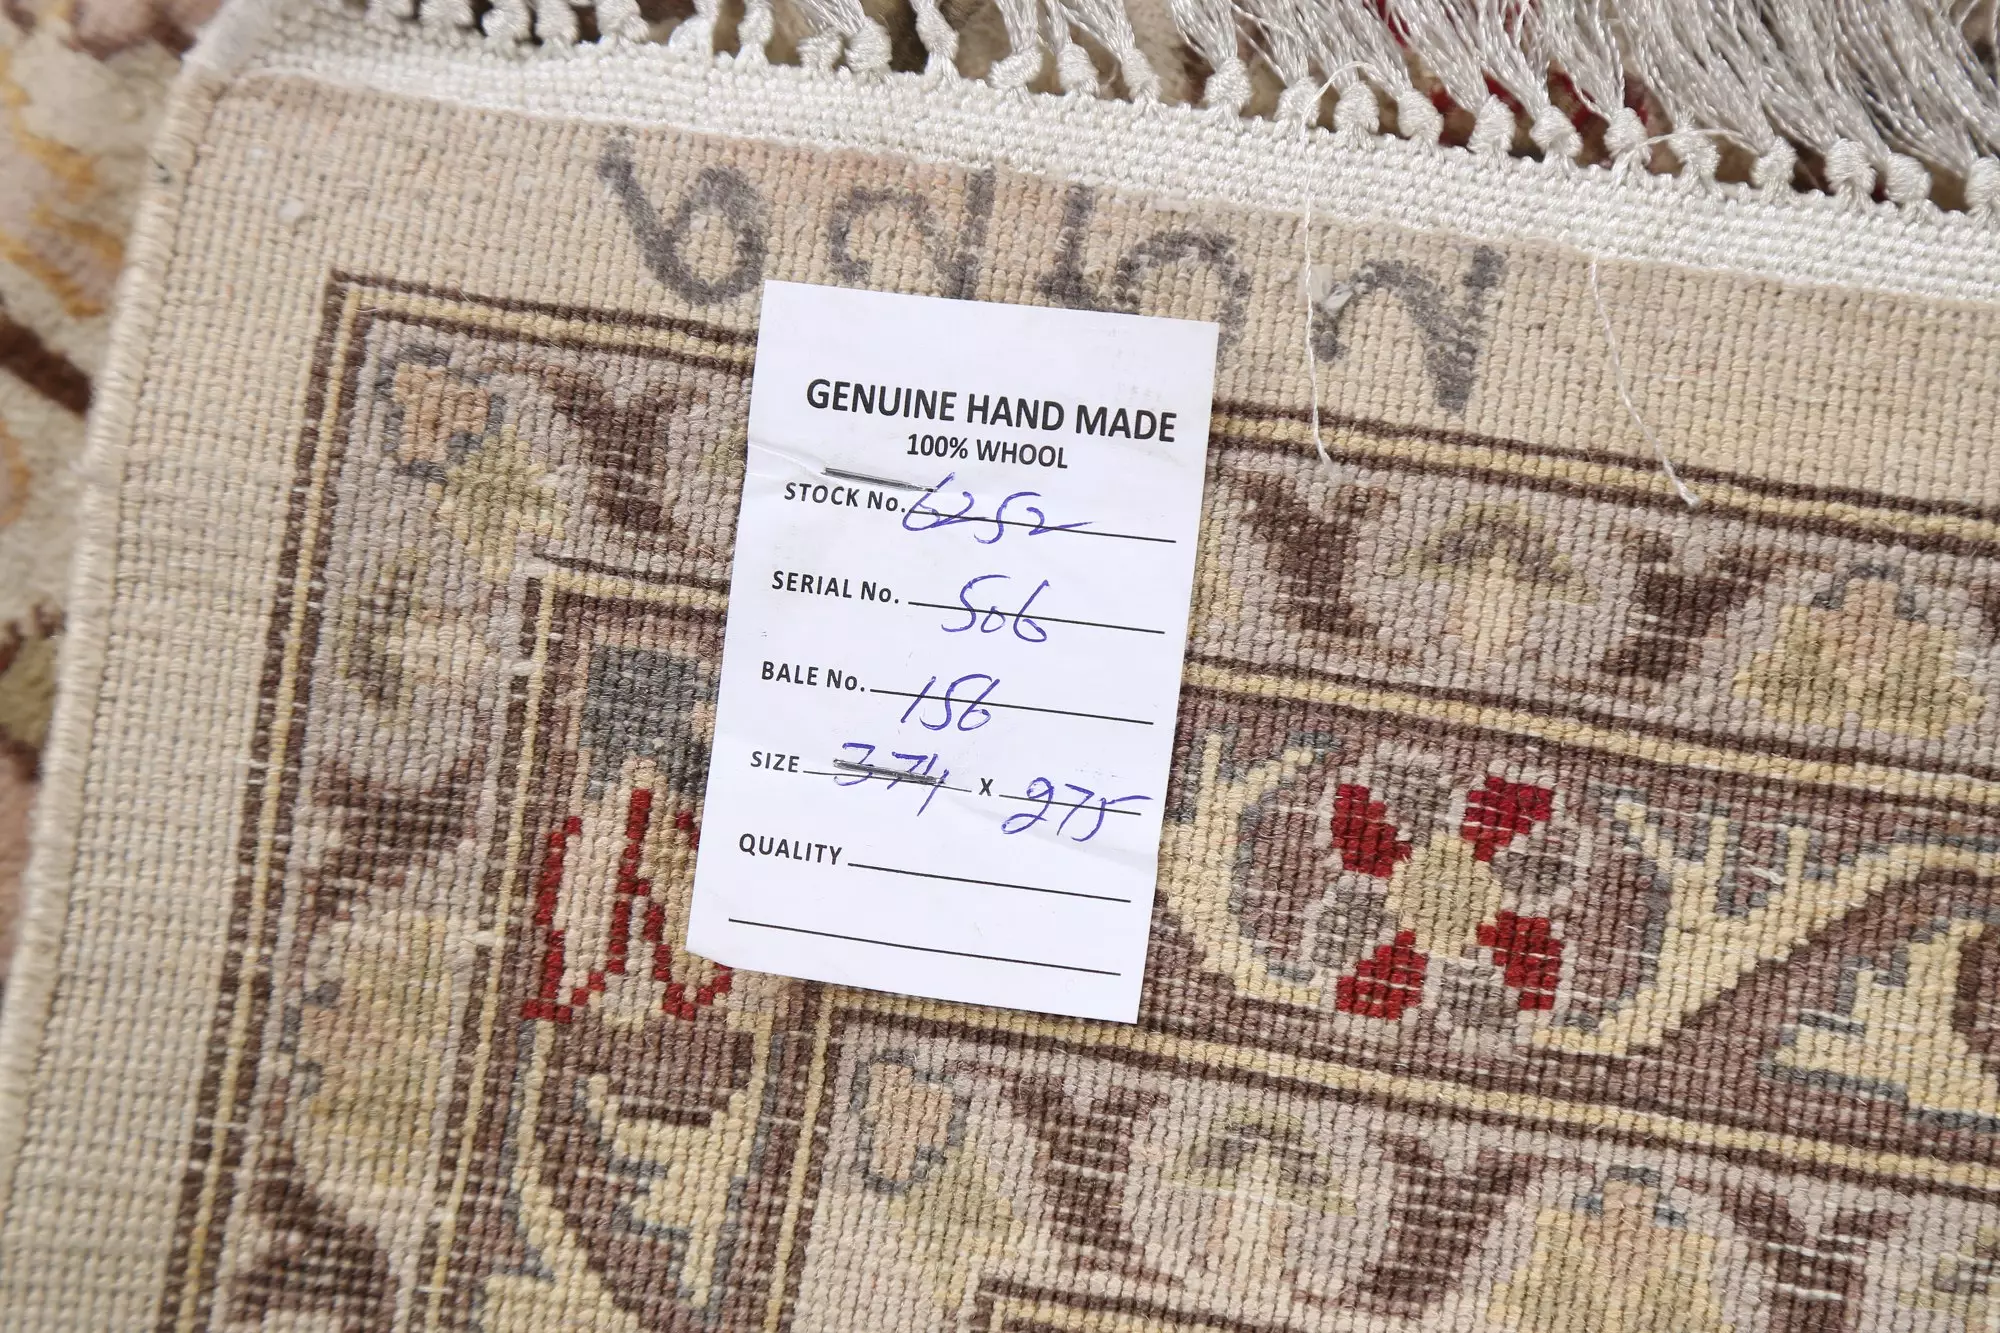 GENUINE HAND MADE
100% WHOOL
STOCK No. 6252
SERIAL No. 506
BALE No. 156
SIZE 374 X 275
QUALITY